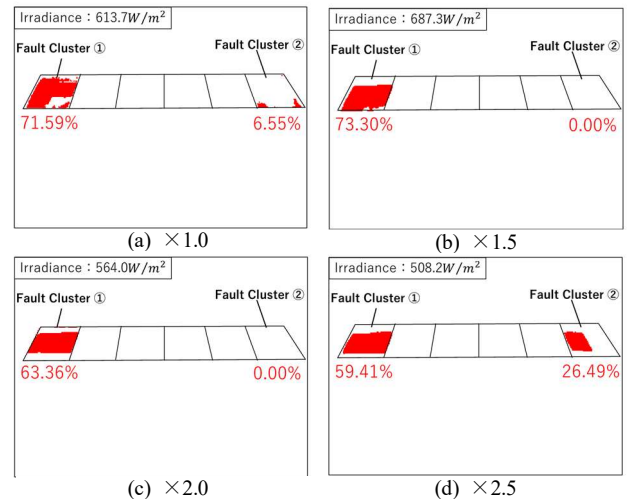 Irradiance：613.7W/m²
Fault Cluster ①
Fault Cluster ②
71.59%
6.55%
(a) ×1.0
Irradiance：687.3W/m²
Fault Cluster ①
Fault Cluster ②
73.30%
0.00%
(b) ×1.5
Irradiance：564.0W/m²
Fault Cluster ①
Fault Cluster ②
63.36%
0.00%
(c) ×2.0
Irradiance：508.2W/m²
Fault Cluster ①
Fault Cluster ②
59.41%
26.49%
(d) ×2.5